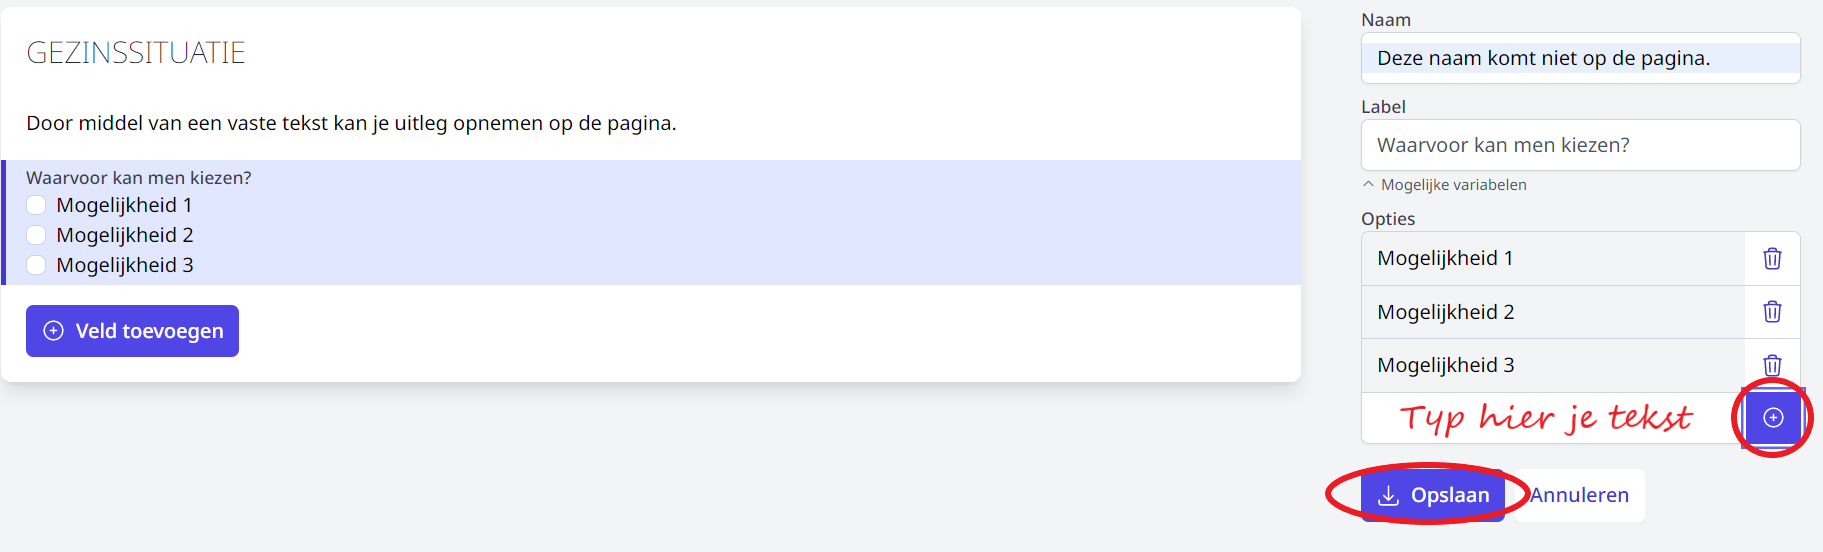 GEZINSSITUATIE
Door middel van een vaste tekst kan je uitleg opnemen op de pagina.
Waarvoor kan men kiezen?
Mogelijkheid 1
Mogelijkheid 2
Mogelijkheid 3
Veld toevoegen
Naam
Deze naam komt niet op de pagina.
Label
Waarvoor kan men kiezen?
Mogelijke variabelen
Opties
Mogelijkheid 1
Mogelijkheid 2
Mogelijkheid 3
Typ hier je tekst
Opslaan Annuleren